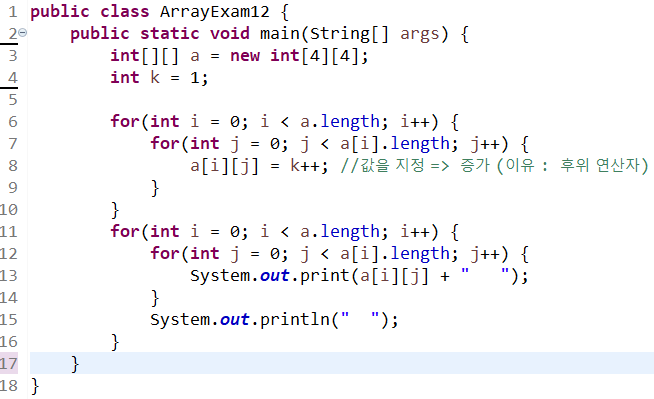 1 public class ArrayExam12 {
2 public static void main(String[] args) {
3 int[][] a = new int[4][4];
4 int k = 1;
5
6 for(int i = 0; i < a.length; i++) {
7 for(int j = 0; j < a[i].length; j++) {
8 a[i][j] = k++; //값을 지정 => 증가 (이유 : 후위 연산자)
9 }
10 }
11 for(int i = 0; i < a.length; i++) {
12 for(int j = 0; j < a[i].length; j++) {
13 System.out.print(a[i][j] + "   ");
14 }
15 System.out.println("  ");
16 }
17 }
18 }